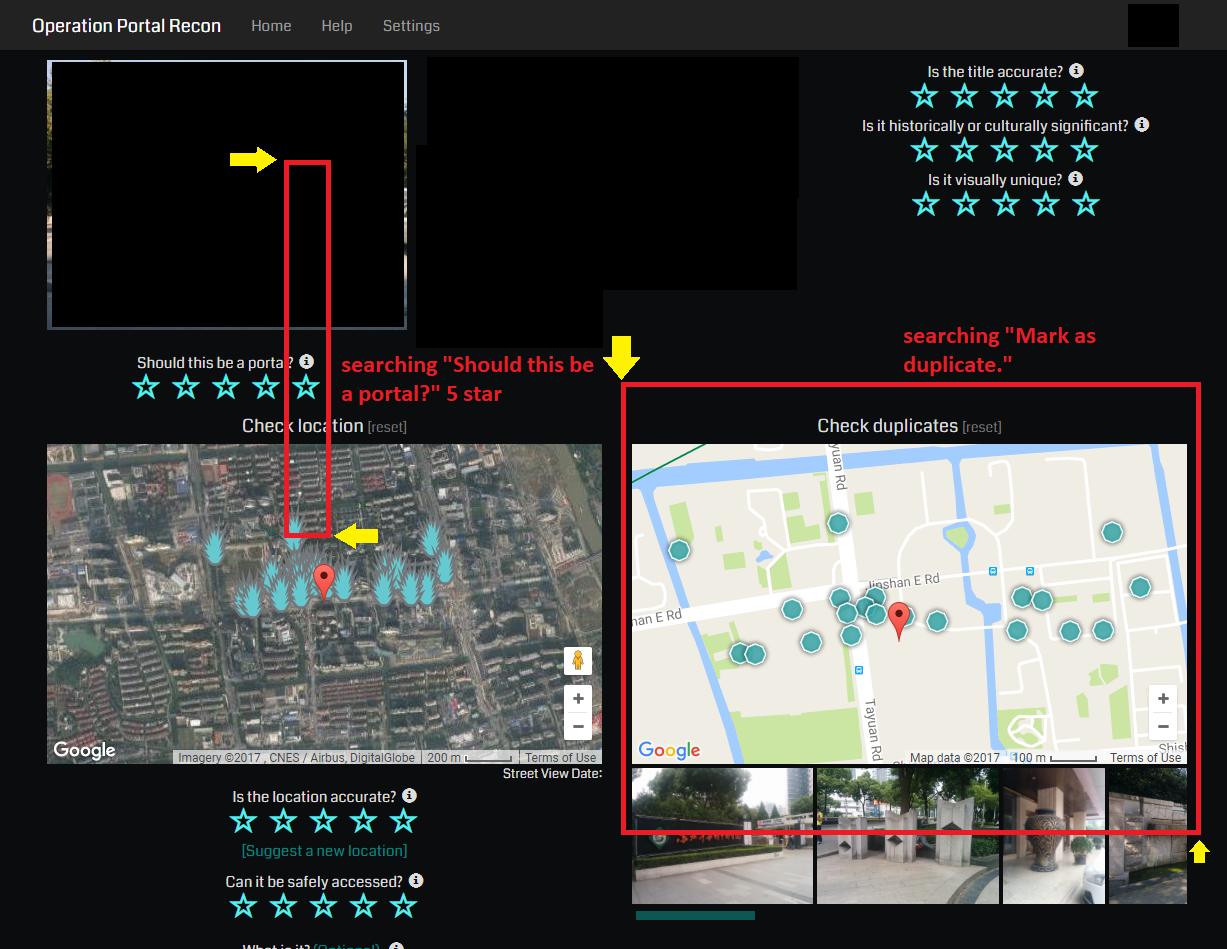 Operation Portal Recon Home Help Settings
Is the title accurate?
Is it historically or culturally significant?
Is it visually unique?
Should this be a portal?
searching "Should this be
a portal?" 5 star
searching "Mark as
duplicate."
Check location [reset]
Check duplicates [reset]
Google
Imagery ©2017 , CNES / Airbus, DigitalGlobe 200 m Terms of Use
Street View Date:
Is the location accurate?
[Suggest a new location]
Can it be safely accessed?
What is it? (Optional)
yuan Rd
Jinshan E Rd
han E Rd
Tayuan Rd
Shish
Google
Map data ©2017 100 m Terms of Use